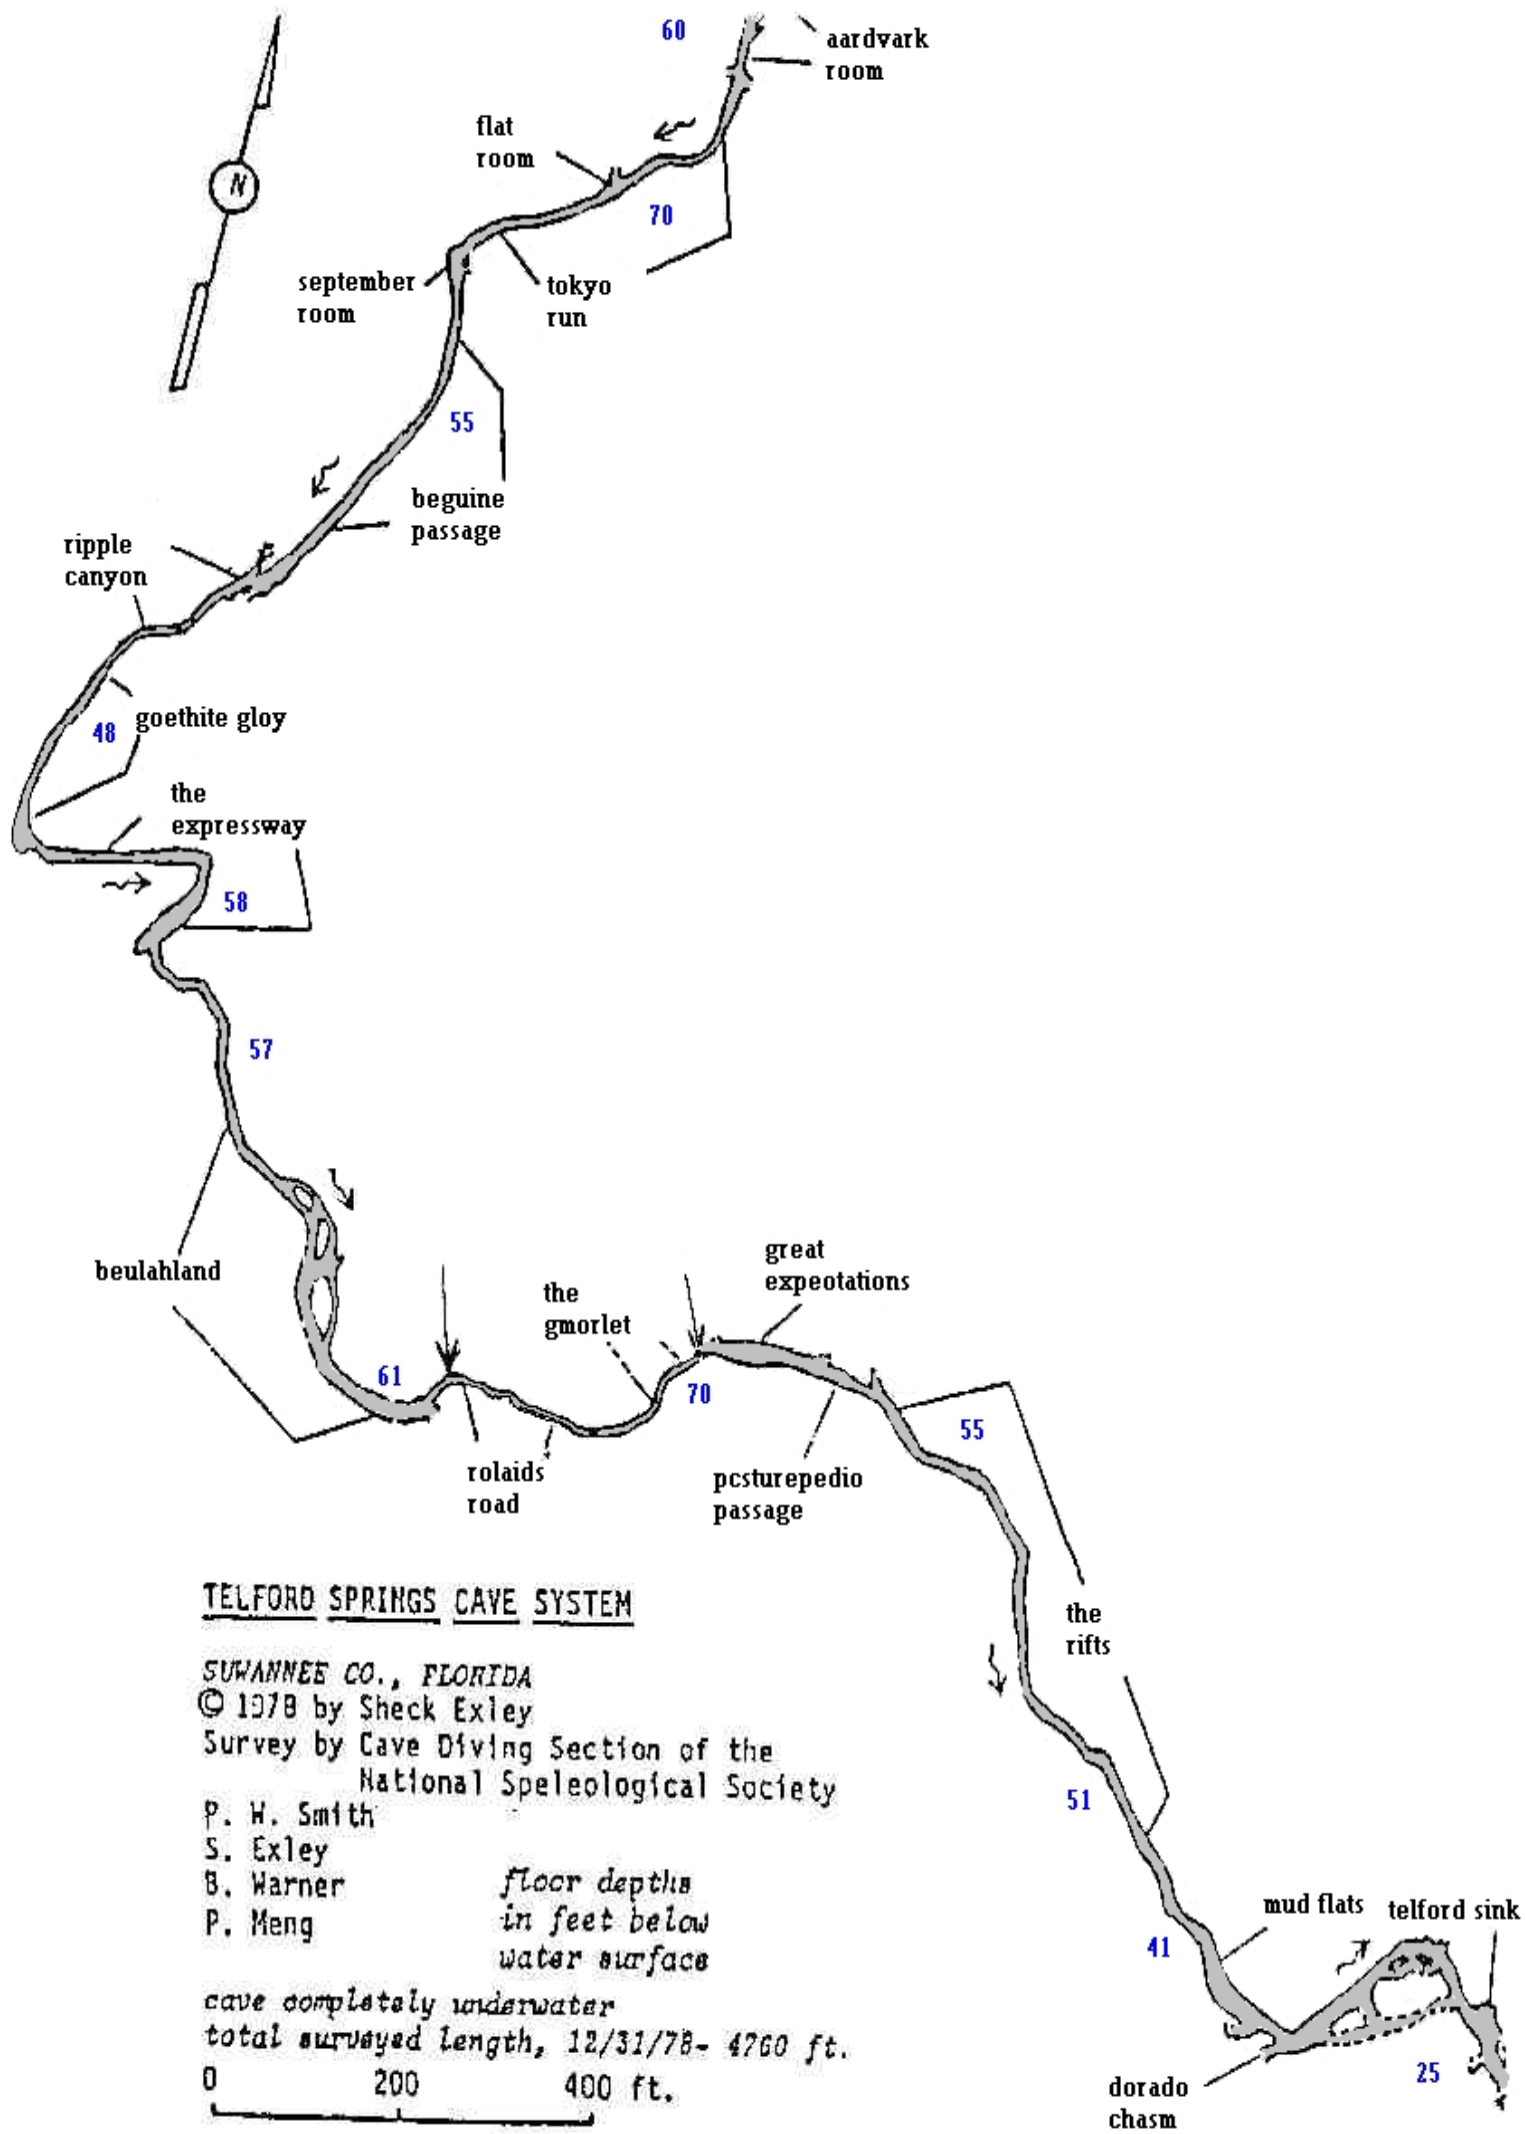 60
aardvark
room
flat
room
70
N
september
room
tokyo
run
55
beguine
passage
ripple
canyon
48
goethite gloy
the
expressway
58
57
beulahland
great
expeotations
the
gmorlet
61
70
55
rolaids
road
pcsturepedio
passage
the
rifts
51
41
mud flats
telford sink
25
dorado
chasm
TELFORD SPRINGS CAVE SYSTEM
SUWANNEE CO., FLORIDA
© 1978 by Sheck Exley
Survey by Cave Diving Section of the
National Speleological Society
P. W. Smith
S. Exley
B. Warner
P. Meng
floor depths
in feet below
water surface
cave completely underwater
total surveyed length, 12/31/78- 4760 ft.
0 200 400 ft.